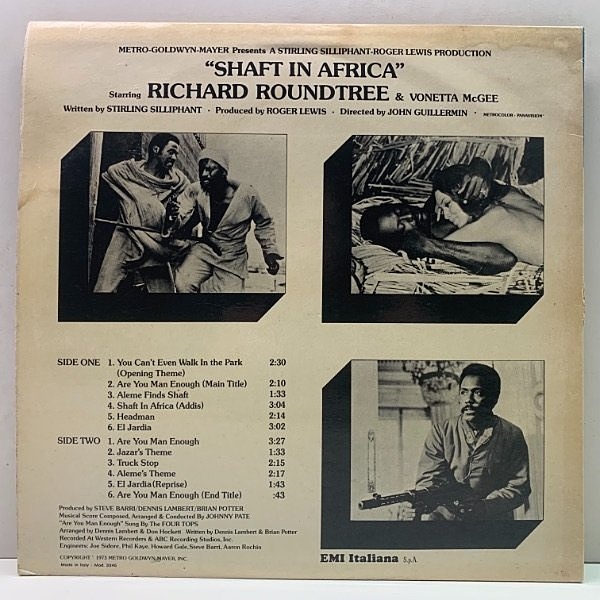 METRO-GOLDWYN-MAYER Presents A STIRLING SILLIPHANT-ROGER LEWIS PRODUCTION
“SHAFT IN AFRICA”
Starring RICHARD ROUNDTREE & VONETTA McGEE
Written by STIRLING SILLIPHANT · Produced by ROGER LEWIS · Directed by JOHN GUILLERMIN · METROCOLOR - PANAVISION
SIDE ONE 1. You Can't Even Walk In the Park 2:30
(Opening Theme)
2. Are You Man Enough (Main Title) 2:10
3. Aleme Finds Shaft 1:33
4. Shaft In Africa (Addis) 3:04
5. Headman 2:14
6. El Jardia 3:02
SIDE TWO 1. Are You Man Enough 3:27
2. Jazar's Theme 1:33
3. Truck Stop 2:15
4. Aleme's Theme 2:17
5. El Jardia (Reprise) 1:43
6. Are You Man Enough (End Title) :43
Produced by STEVE BARRI/DENNIS LAMBERT/BRIAN POTTER
Musical Score Composed, Arranged & Conducted by JOHNNY PATE
"Are You Man Enough" Sung By The FOUR TOPS
Arranged by Dennis Lambert & Don Hockett Written by Dennis Lambert & Brian Potter
Recorded At Western Recorders & ABC Recording Studios, Inc.
Engineers: Joe Sidore, Phil Kaye, Howard Gale, Steve Barri, Aaron Rochin
COPYRIGHT 1973 METRO GOLDWYN-MAYER, INC.
Made in Italy - Mod.
EMI Italiana S.p.A.